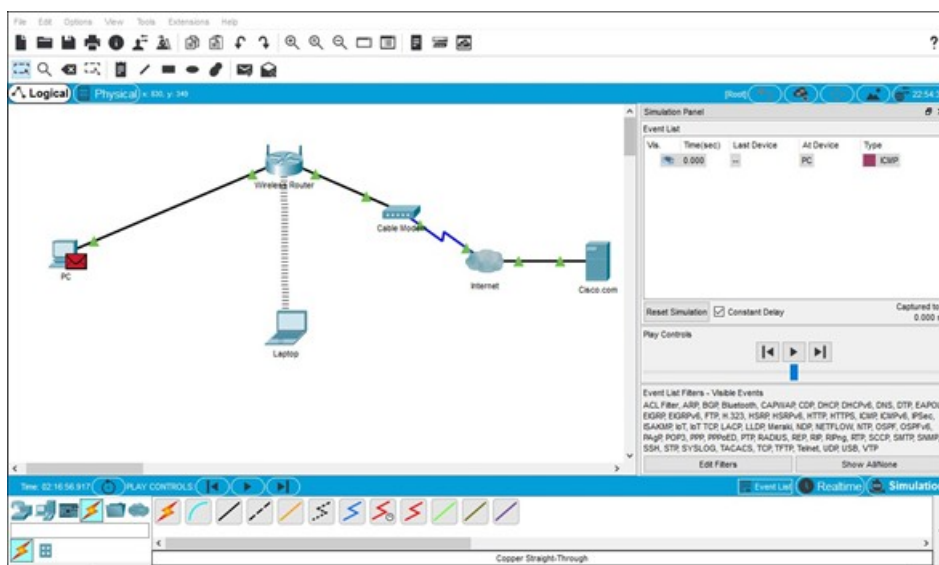 File Edit Options View Tools Extensions Help
?
Logical Physical x: 830, y: 349 [Root] 22:54:3
Simulation Panel
Event List
Vis. Time(sec) Last Device At Device Type
0.000 -- PC ICMP
Wireless Router
Cable Modem
PC
Internet
Cisco.com
Laptop
Reset Simulation Constant Delay Captured to
0.000 s
Play Controls
Event List Filters - Visible Events
ACL Filter, ARP, BGP, Bluetooth, CAPWAP, CDP, DHCP, DHCPv6, DNS, DTP, EAPOL
EIGRP, EIGRPv6, FTP, H.323, HSRP, HSRPv6, HTTP, HTTPS, ICMP, ICMPv6, IPSec,
ISAKMP, IoT, IoT TCP, LACP, LLDP, Meraki, NDP, NETFLOW, NTP, OSPF, OSPFv6,
PAgP, POP3, PPP, PPPoED, PTP, RADIUS, REP, RIP, RIPng, RTP, SCCP, SMTP, SNMP
SSH, STP, SYSLOG, TACACS, TCP, TFTP, Telnet, UDP, USB, VTP
Edit Filters Show All/None
Time: 02:16:56.917 PLAY CONTROLS: Event List Realtime Simulation
Copper Straight-Through